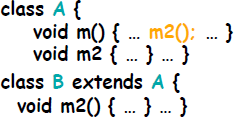 class A {
void m() { … m2(); … }
void m2 { … } … }
class B extends A {
void m2() { … } … }